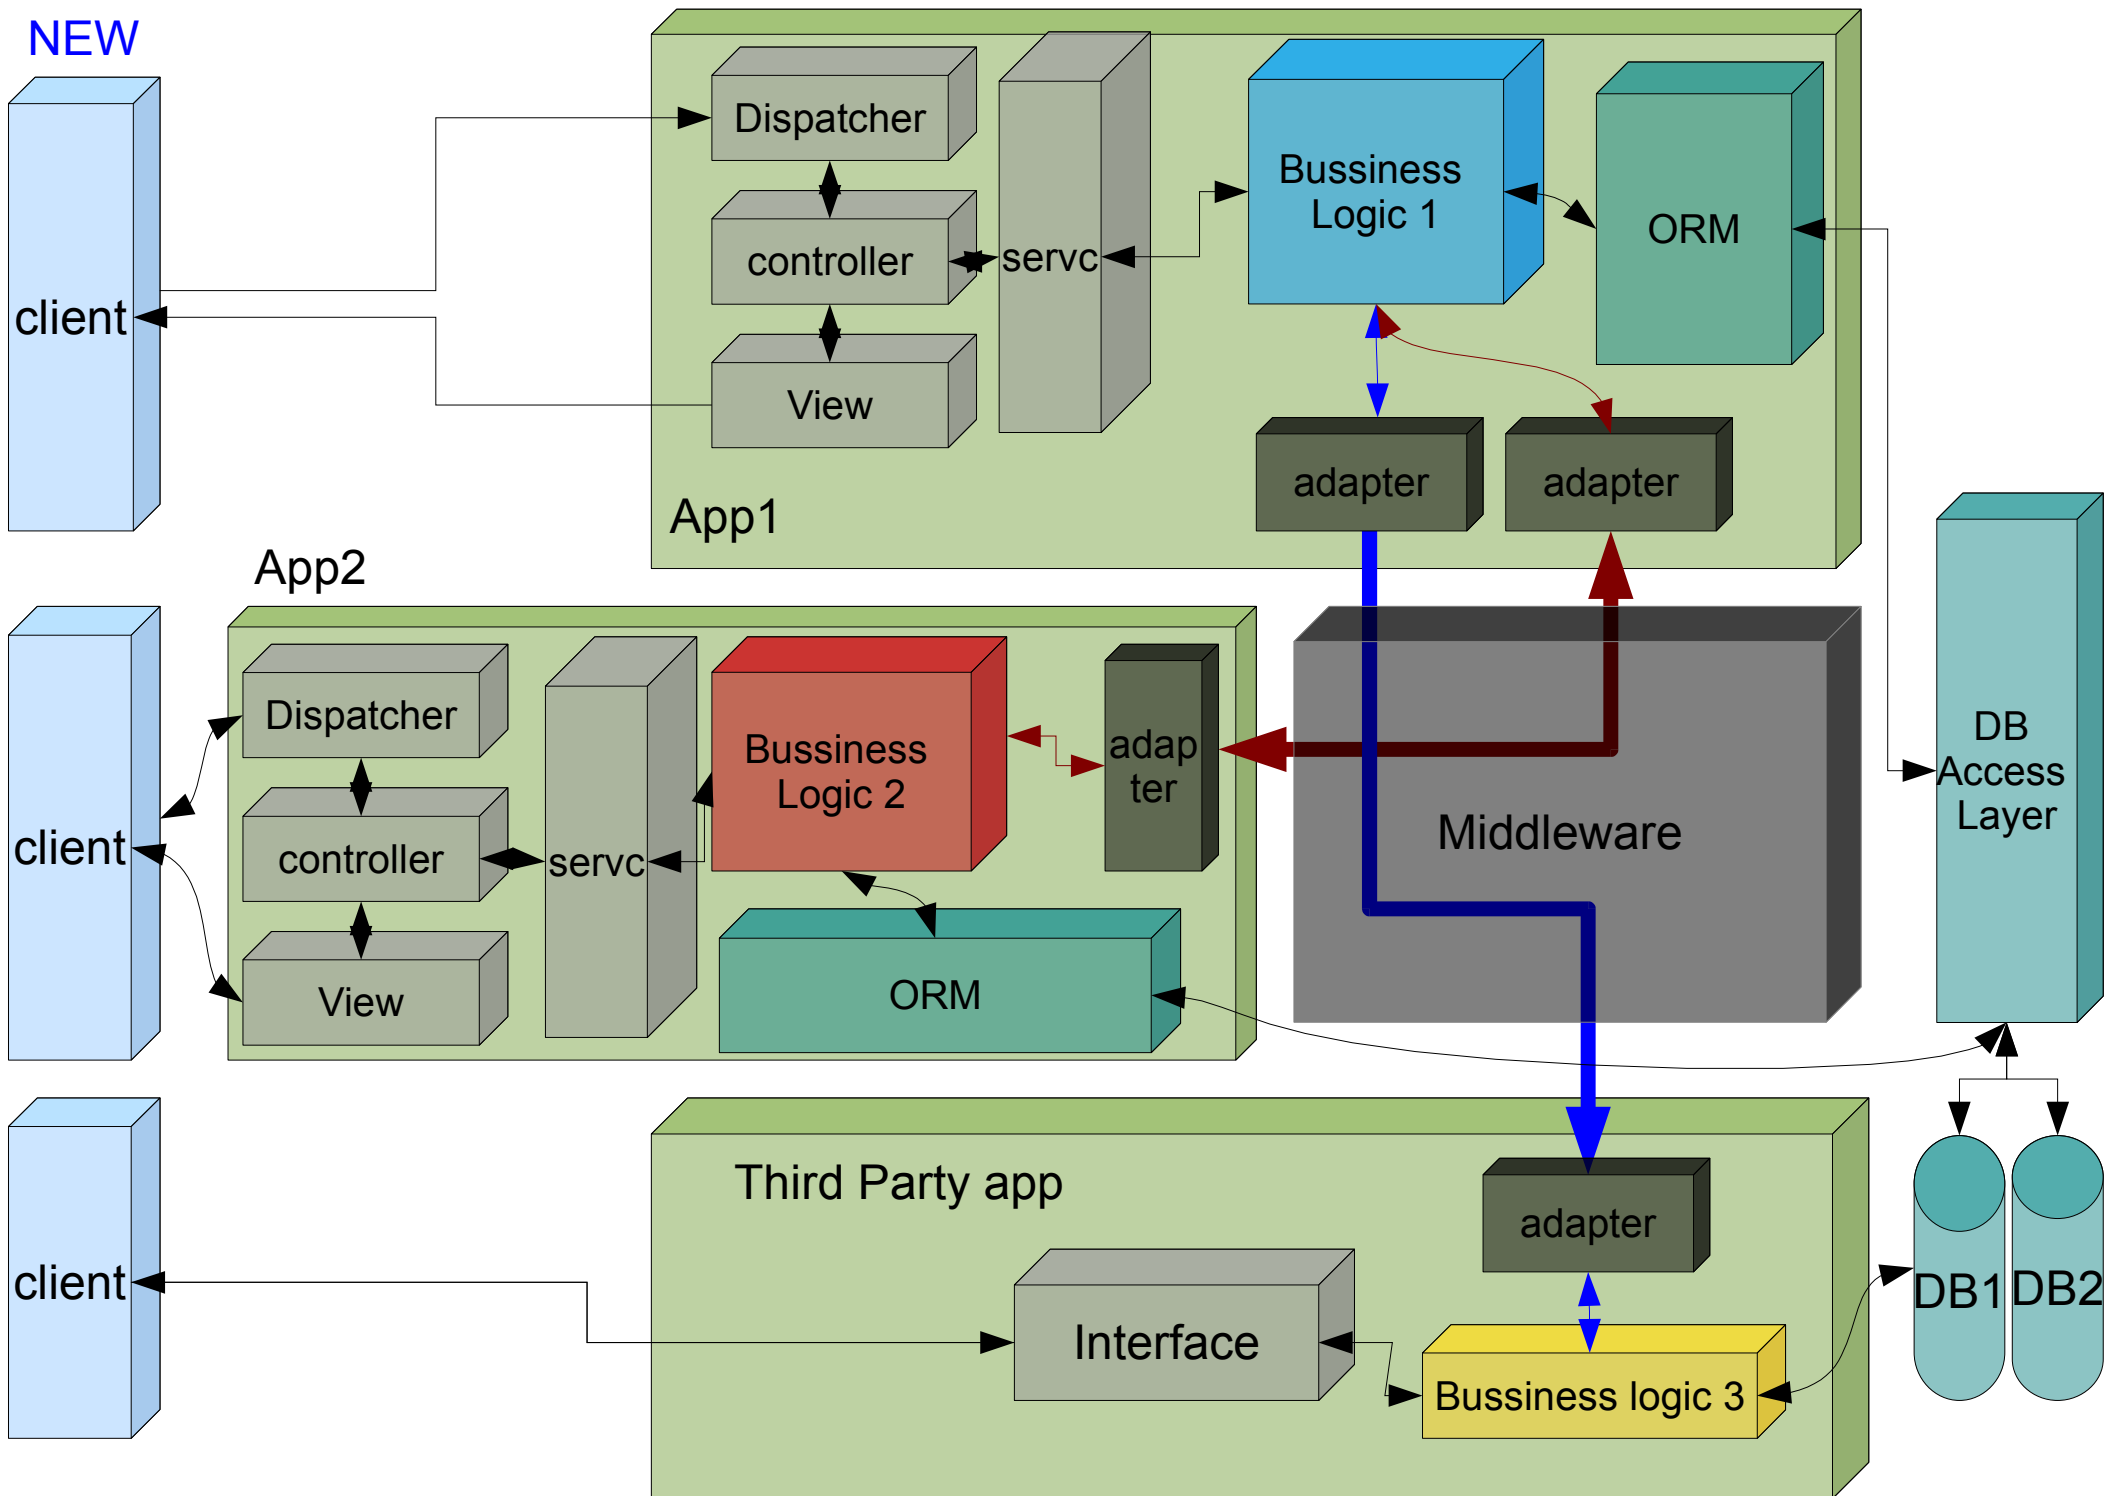 NEW
client
Dispatcher
controller
View
servc
Bussiness
Logic 1
ORM
adapter
adapter
App1
App2
client
Dispatcher
controller
View
servc
Bussiness
Logic 2
adap
ter
ORM
Middleware
DB
Access
Layer
client
Third Party app
Interface
adapter
Bussiness logic 3
DB1
DB2